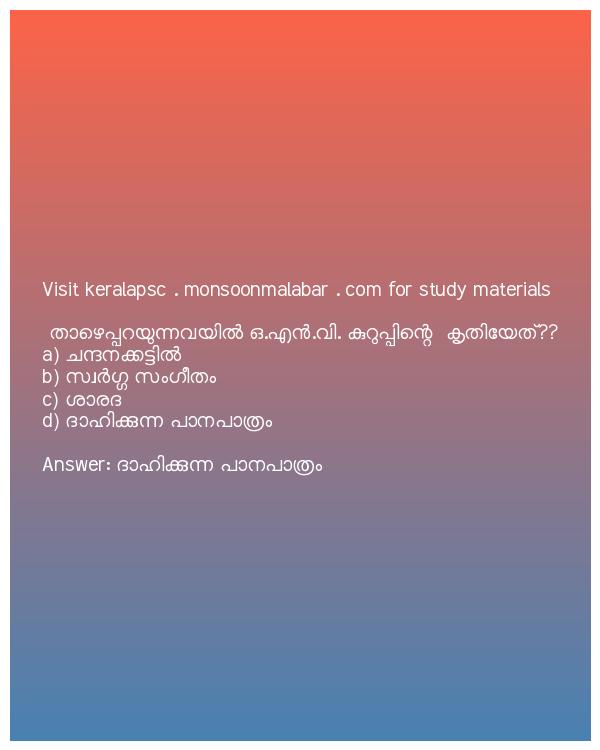 Visit keralapsc . monsoonmalabar . com for study materials
താഴെപ്പറയുന്നവയിൽ ഒ.എൻ.വി. കുറുപ്പിന്റെ കൃതിയേത്??
a) ചന്ദനക്കട്ടിൽ
b) സ്വർഗ്ഗ സംഗീതം
c) ശാരദ
d) ദാഹിക്കുന്ന പാനപാത്രം
Answer: ദാഹിക്കുന്ന പാനപാത്രം